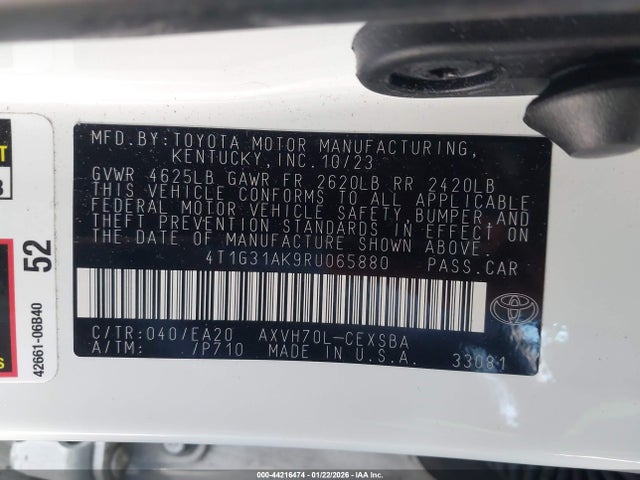 MFD.BY:TOYOTA MOTOR MANUFACTURING,
KENTUCKY,INC.10/23
GVWR 4625LB GAWR FR 2620LB RR 2420LB
THIS VEHICLE CONFORMS TO ALL APPLICABLE
FEDERAL MOTOR VEHICLE SAFETY, BUMPER, AND
THEFT PREVENTION STANDARDS IN EFFECT
ON THE DATE OF MANUFACTURE SHOWN ABOVE.
4T1G31AK9RU065880 PASS.CAR
C/TR:040/EA20 AXVH70L-CEXSBA
A/TM: 7P710 MADE IN U.S.A. 33081
52
42661-06B40
000-44216474 - 01/22/2026 - IAAI.COM